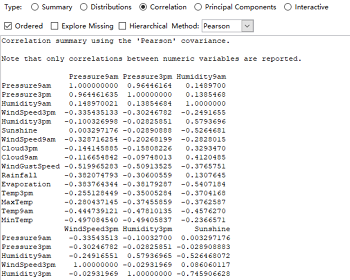 Type: Summary Distributions Correlation Principal Components Interactive
Ordered Explore Missing Hierarchical Method: Pearson
Correlation summary using the 'Pearson' covariance.
Note that only correlations between numeric variables are reported.
Pressure9am Pressure3pm Humidity9am
Pressure9am 1.000000000 0.96446164 0.1489700
Pressure3pm 0.964461635 1.00000000 0.1385468
Humidity9am 0.148970021 0.13854684 1.0000000
WindSpeed3pm -0.335435133 -0.30246782 -0.2491655
Humidity3pm -0.100326998 -0.02825851 0.5793696
Sunshine 0.003297176 -0.02890888 -0.5264681
WindSpeed9am -0.328716254 -0.20268199 -0.2828015
Cloud3pm -0.144145885 -0.15808226 0.3293470
Cloud9am -0.116654842 -0.09748013 0.4120485
WindGustSpeed -0.519965283 -0.50913525 -0.3765751
Rainfall -0.382074793 -0.30600559 0.1307645
Evaporation -0.383764344 -0.38179287 -0.5407184
Temp3pm -0.255128449 -0.35005284 -0.3704168
MaxTemp -0.280437145 -0.37455859 -0.3762587
Temp9am -0.444739121 -0.47810135 -0.4576270
MinTemp -0.497084540 -0.49405837 -0.2366571
WindSpeed3pm Humidity3pm Sunshine
Pressure9am -0.33543513 -0.10032700 0.003297176
Pressure3pm -0.30246782 -0.02825851 -0.028908883
Humidity9am -0.24916551 0.57936965 -0.526468072
WindSpeed3pm 1.00000000 -0.02931969 0.086060117
Humidity3pm -0.02931969 1.00000000 -0.745906628